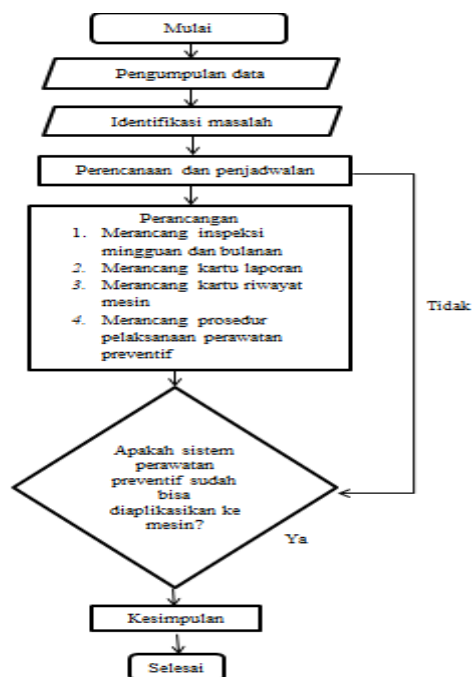 Mulai
Pengumpulan data
Identifikasi masalah
Perencanaan dan penjadwalan
Perancangan
1. Merancang inspeksi
mingguan dan bulanan
2. Merancang kartu laporan
3. Merancang kartu riwayat
mesin
4. Merancang prosedur
pelaksanaan perawatan
preventif
Tidak
Apakah sistem
perawatan
preventif sudah
bisa
diaplikasikan ke
mesin?
Ya
Kesimpulan
Selesai